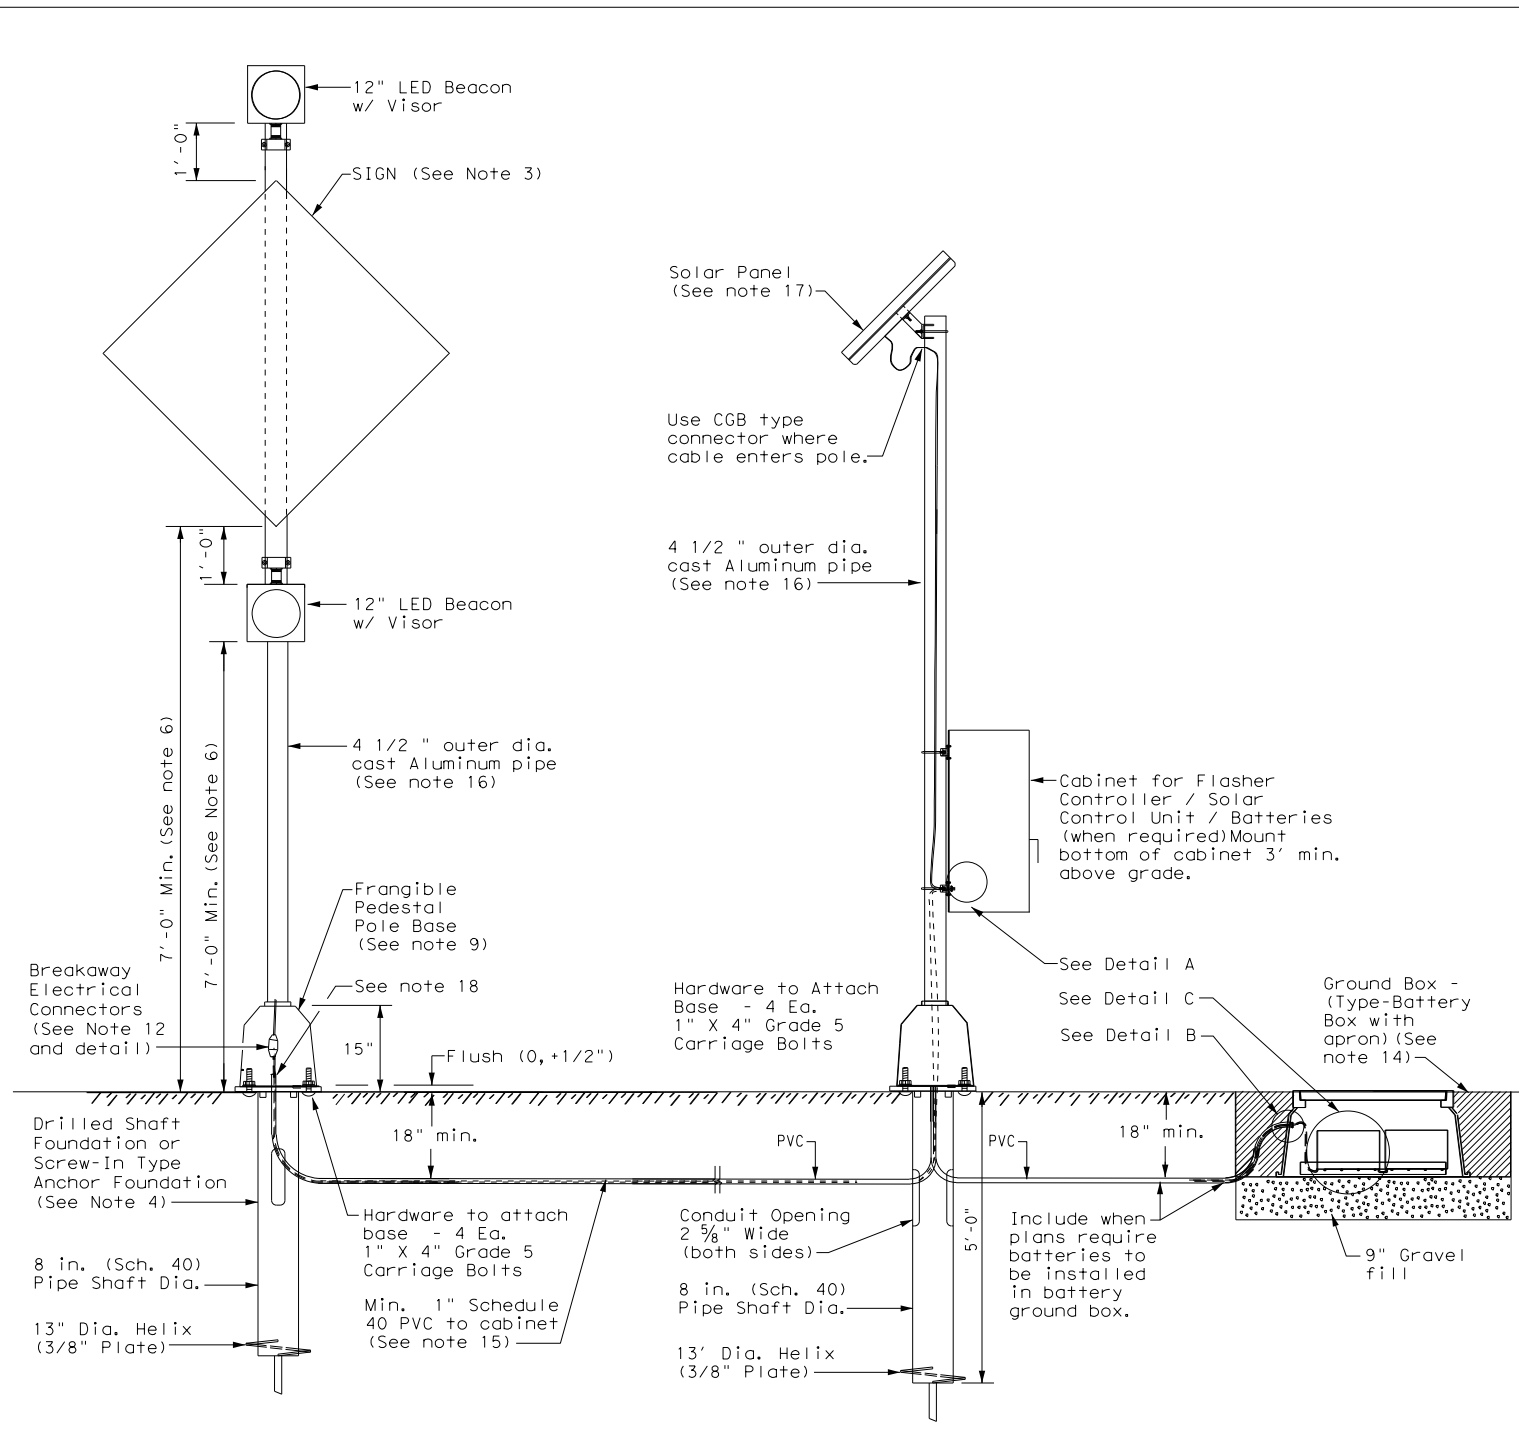 12" LED Beacon
w/ Visor
1'-0"
SIGN (See Note 3)
Solar Panel
(See note 17)
Use CGB type
connector where
cable enters pole.
1'-0"
4 1/2 " outer dia.
cast Aluminum pipe
(See note 16)
12" LED Beacon
w/ Visor
7'-0" Min. (See note 6)
7'-0" Min. (See Note 6)
4 1/2 " outer dia.
cast Aluminum pipe
(See note 16)
Cabinet for Flasher
Controller / Solar
Control Unit / Batteries
(when required)Mount
bottom of cabinet 3' min.
above grade.
Frangible
Pedestal
Pole Base
(See note 9)
Breakaway
Electrical
Connectors
(See Note 12
and detail)
See note 18
15"
Flush (0,+1/2")
Hardware to Attach
Base - 4 Ea.
1" X 4" Grade 5
Carriage Bolts
See Detail A
See Detail C
See Detail B
Ground Box -
(Type-Battery
Box with
apron)(See
note 14)
Drilled Shaft
Foundation or
Screw-In Type
Anchor Foundation
(See Note 4)
18" min.
PVC
PVC
18" min.
8 in. (Sch. 40)
Pipe Shaft Dia.
13" Dia. Helix
(3/8" Plate)
Hardware to attach
base - 4 Ea.
1" X 4" Grade 5
Carriage Bolts
Min. 1" Schedule
40 PVC to cabinet
(See note 15)
Conduit Opening
2 ⅝" Wide
(both sides)
8 in. (Sch. 40)
Pipe Shaft Dia.
13' Dia. Helix
(3/8" Plate)
5'-0"
Include when
plans require
batteries to
be installed
in battery
ground box.
9" Gravel
fill